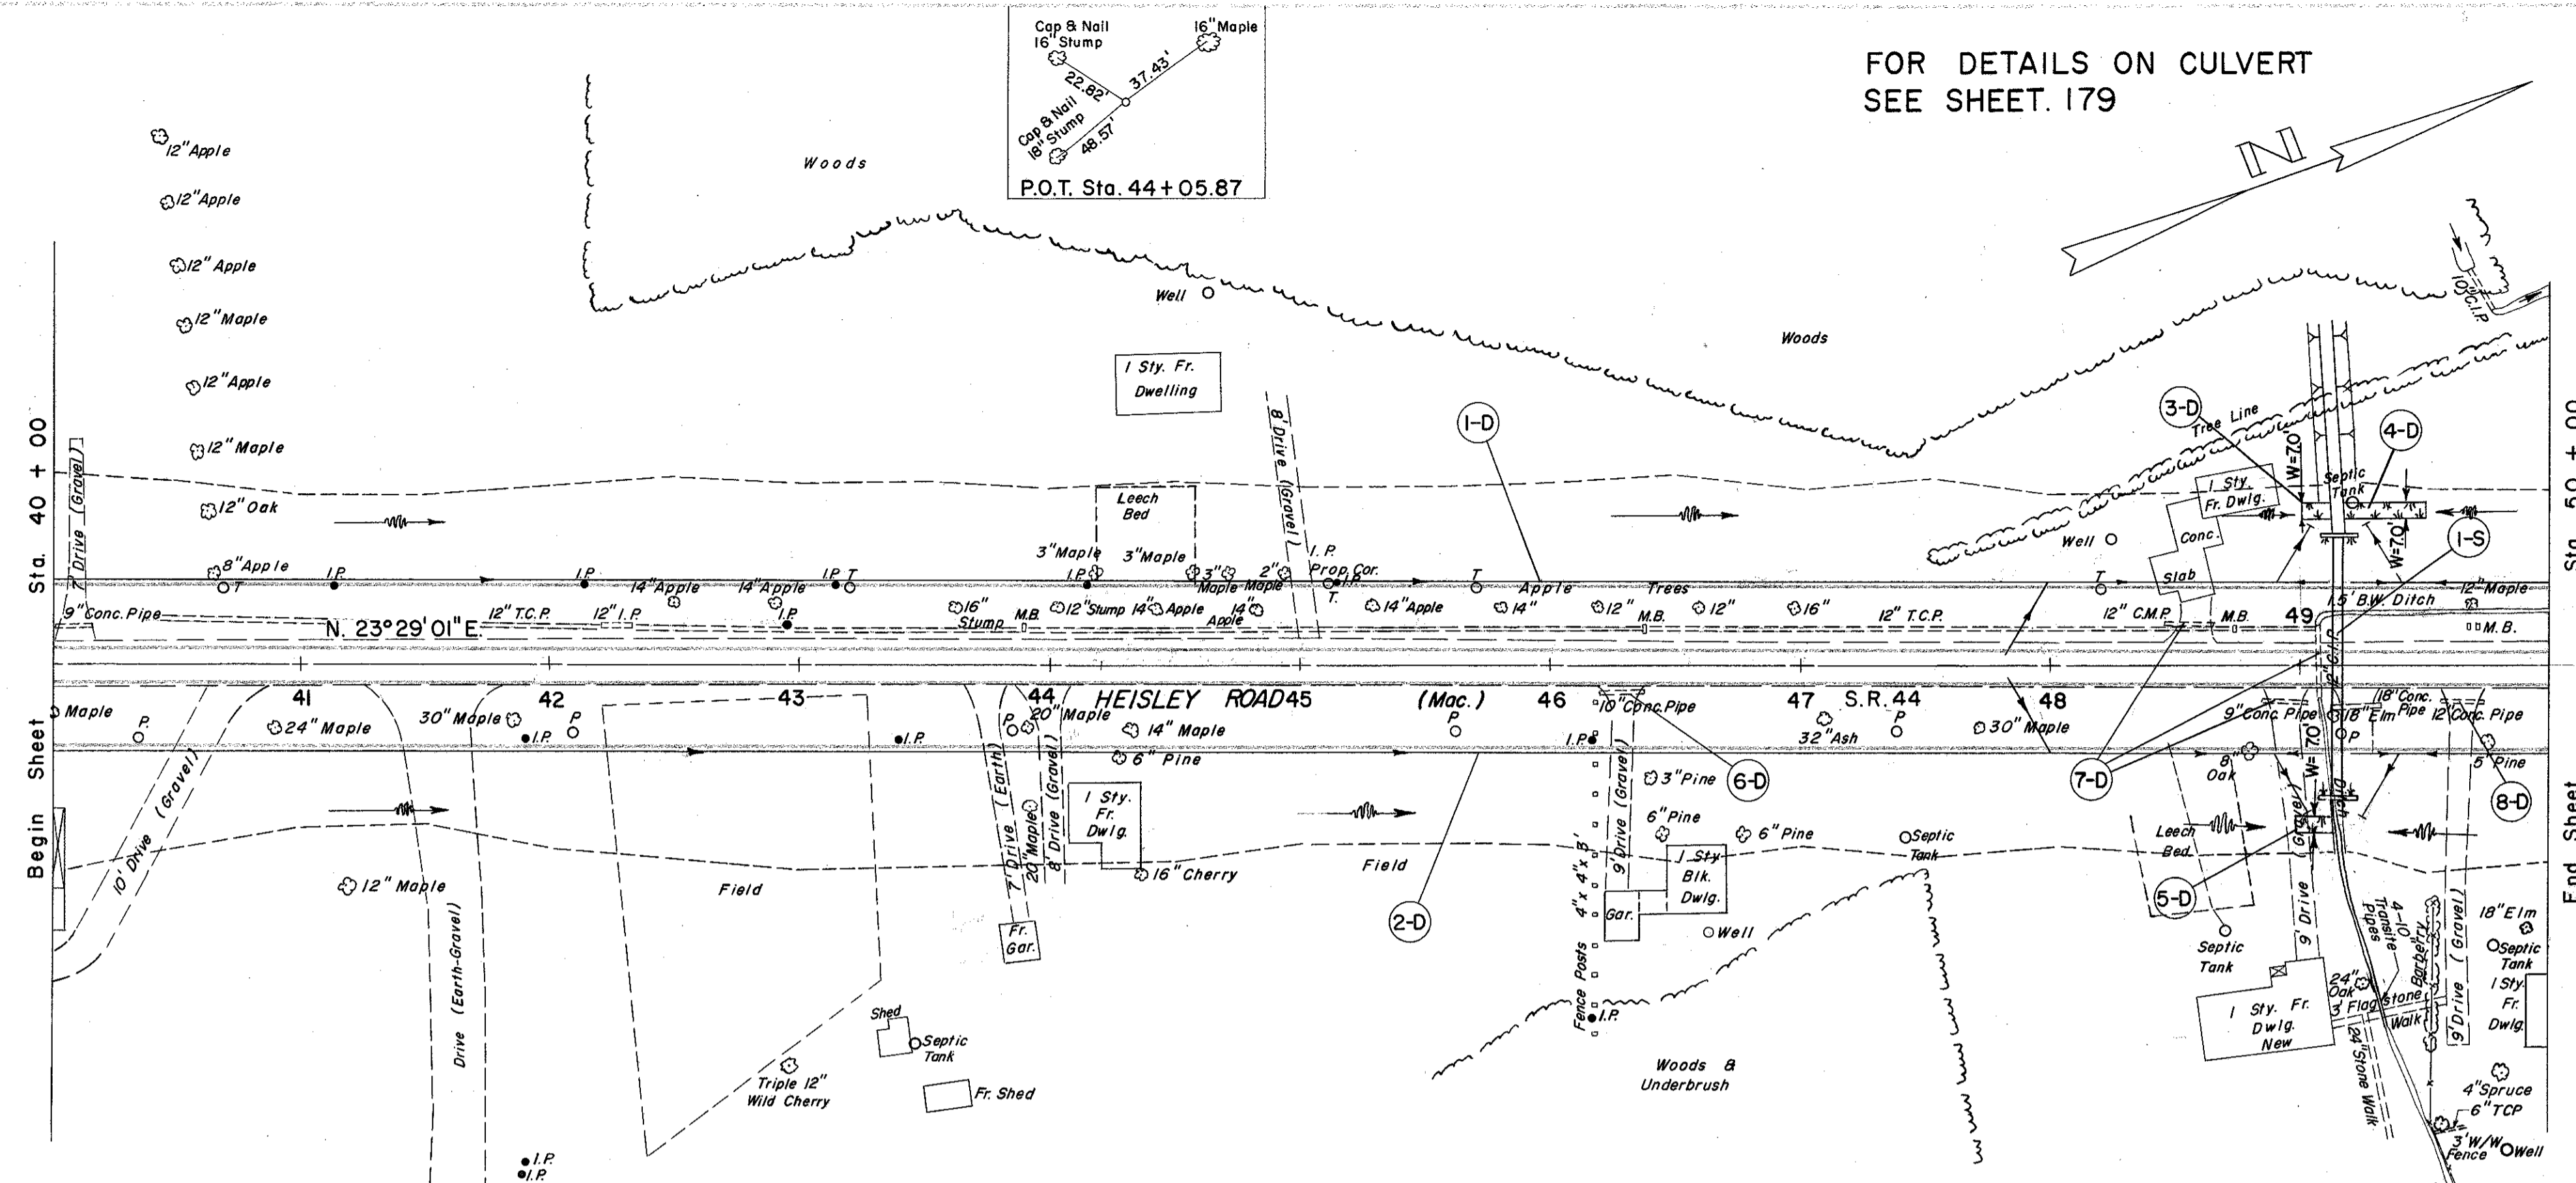 Cap & Nail
16" Stump
16" Maple
22.82'
37.43'
Cap & Nail
18" Stump
48.57'
P.O.T. Sta. 44+05.87
FOR DETAILS ON CULVERT
SEE SHEET. 179
N
12" Apple
12" Apple
12" Apple
12" Maple
12" Apple
12" Maple
12" Oak
8" Apple
Woods
Well
Woods
1 Sty. Fr.
Dwelling
8' Drive (Gravel)
1-D
3-D
Tree Line
4-D
10" C.I.P.
W=7.0'
Septic
Tank
1 Sty.
Fr. Dwlg.
1-S
W=7.0'
Sta. 40 + 00
7' Drive (Gravel)
Leech
Bed
3" Maple
3" Maple
3"
Maple
2"
Maple
I.P.
Prop. Cor.
I.P.
T.
Well
Conc.
Slab
T
I.P.
I.P.
14" Apple
14" Apple
I.P.
T
I.P.
T
Apple
Trees
T
12" Maple
9" Conc. Pipe
12" T.C.P.
12" I.P.
I.P.
16"
Stump
M.B.
12" Stump
14" Apple
14"
Apple
14" Apple
14"
12"
M.B.
12"
16"
12" T.C.P.
12" C.M.P.
M.B.
49
1.5' B.W. Ditch
M.B.
N. 23°29'01" E.
41
42
43
44
HEISLEY ROAD
45
(Mac.)
46
47
S.R. 44
48
Maple
P.
24" Maple
30" Maple
P
I.P.
I.P.
P
20" Maple
14" Maple
6" Pine
P
I.P.
10" Conc. Pipe
32" Ash
P
30" Maple
9" Conc. Pipe
18" Elm
18" Conc.
Pipe
12" Conc. Pipe
P
8"
Oak
5" Pine
W=7.0'
Ditch
6-D
7-D
8-D
5-D
2-D
Begin Sheet
10' Drive (Gravel)
12" Maple
Drive (Earth-Gravel)
Field
7' Drive (Earth)
20" Maple
8' Drive (Gravel)
1 Sty.
Fr.
Dwlg.
16" Cherry
Fr.
Gar.
Field
Fence Posts 4" x 4" x 3'
9' Drive (Gravel)
3" Pine
6" Pine
6" Pine
1 Sty
Blk.
Dwlg.
Gar.
Well
I.P.
Septic
Tank
Leech
Bed
Septic
Tank
9' Drive (Gravel)
1 Sty. Fr.
Dwlg.
New
4-10"
Transite
Pipes
Barberry
24"
Oak
3' Flagstone
Walk
24" Stone Walk
9' Drive (Gravel)
18" Elm
Septic
Tank
1 Sty.
Fr.
Dwlg.
4" Spruce
6" TCP
3' W/W
Fence
Well
Shed
Septic
Tank
Fr. Shed
Triple 12"
Wild Cherry
Woods &
Underbrush
I.P.
I.P.
End Sheet
Sta. 50 + 00